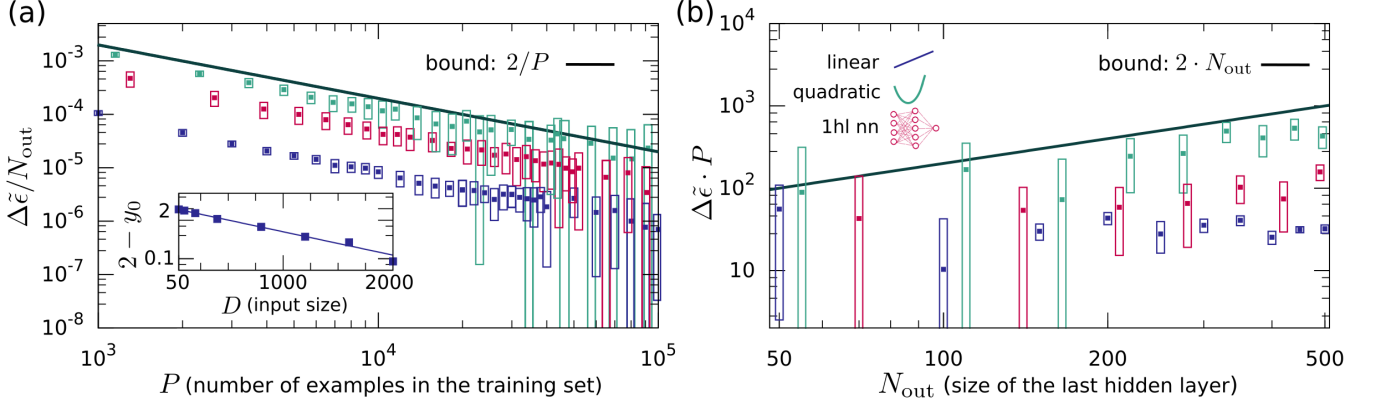 (a)
Δϵ̃/N_out
10^-3
10^-4
10^-5
10^-6
10^-7
10^-8
bound: 2/P
2 − y_0
2
0.1
50
1000
2000
D (input size)
10^3
10^4
10^5
P (number of examples in the training set)
(b)
Δϵ̃ · P
10^4
10^3
10^2
10
linear
quadratic
1hl nn
bound: 2 · N_out
50
100
200
500
N_out (size of the last hidden layer)